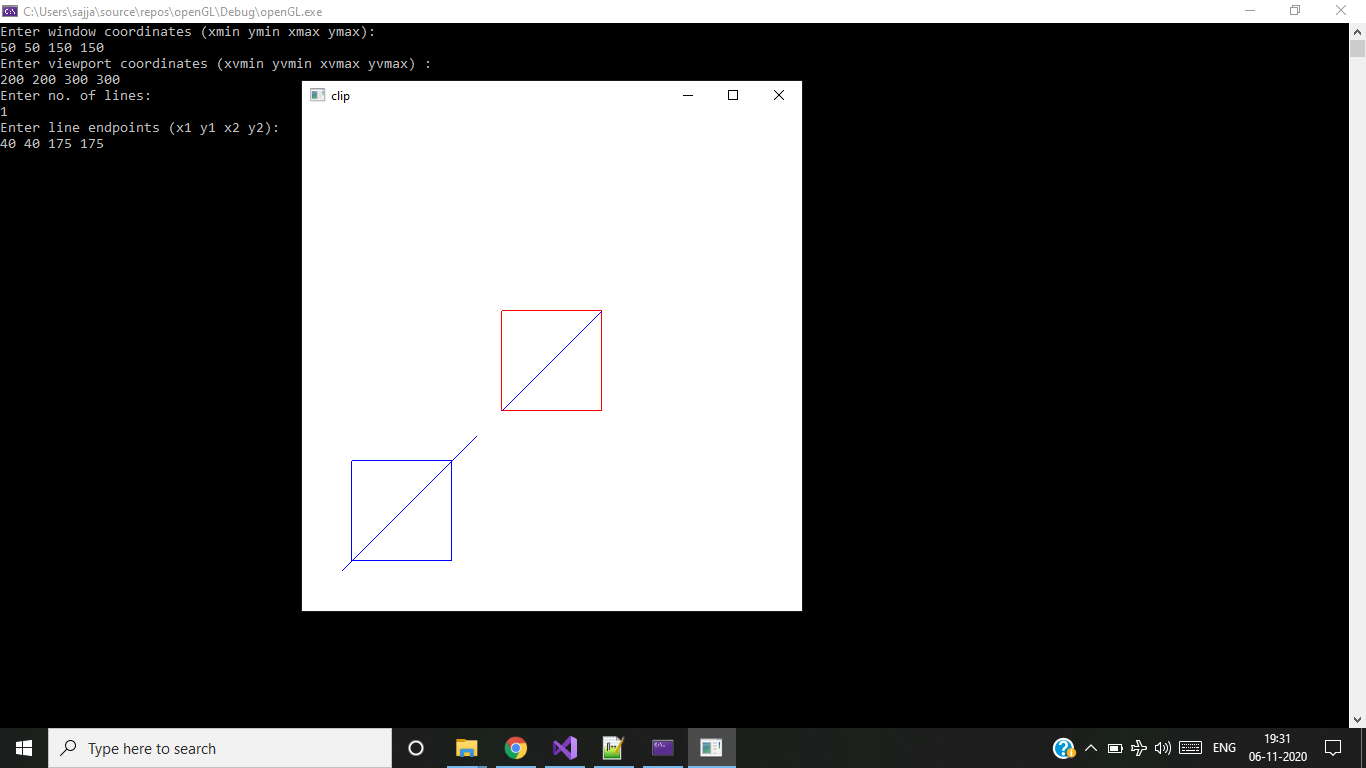 C:\Users\sajja\source\repos\openGL\Debug\openGL.exe
Enter window coordinates (xmin ymin xmax ymax):
50 50 150 150
Enter viewport coordinates (xvmin yvmin xvmax yvmax) :
200 200 300 300
Enter no. of lines:
1
Enter line endpoints (x1 y1 x2 y2):
40 40 175 175
clip
Type here to search
ENG
19:31
06-11-2020